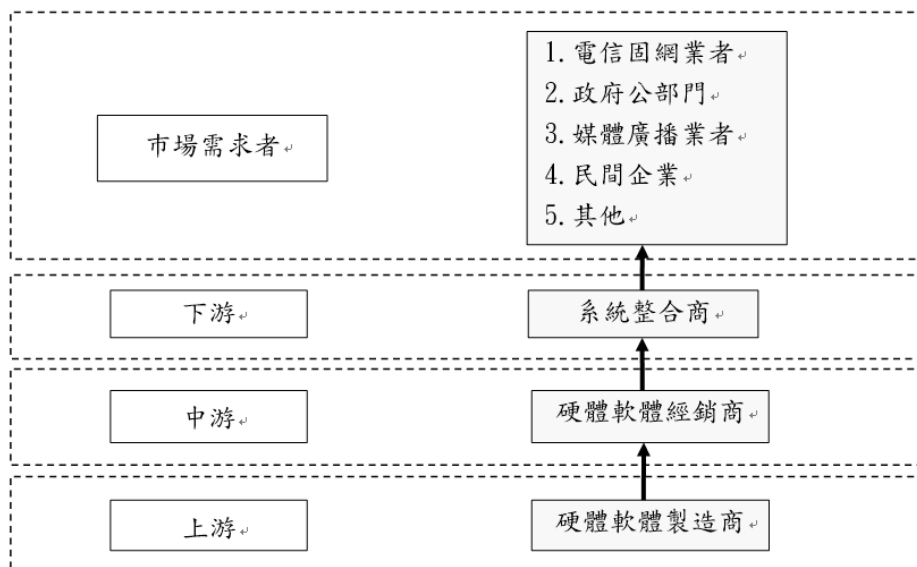 市場需求者
1. 電信固網業者
2. 政府公部門
3. 媒體廣播業者
4. 民間企業
5. 其他
下游
系統整合商
中游
硬體軟體經銷商
上游
硬體軟體製造商